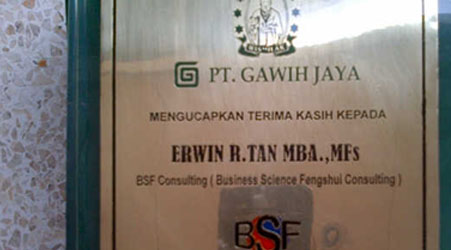 PT. GAWIH JAYA
MENGUCAPKAN TERIMA KASIH KEPADA
ERWIN R.TAN MBA.,MFs
BSF Consulting ( Business Science Fengshui Consulting )
BSF